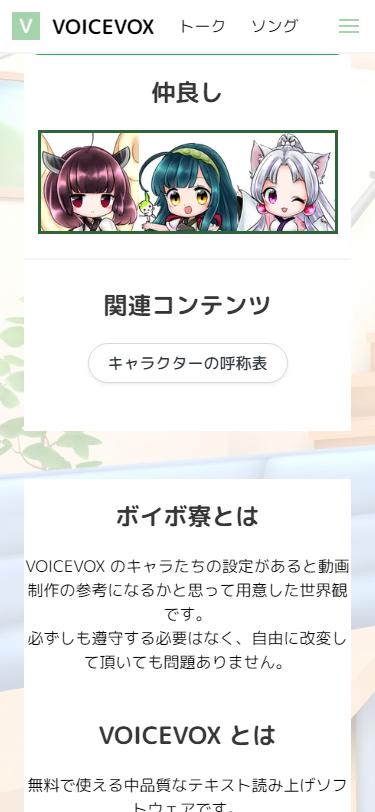 V VOICEVOX トーク ソング
仲良し
関連コンテンツ
キャラクターの呼称表
ボイボ寮とは
VOICEVOX のキャラたちの設定があると動画
制作の参考になるかと思って用意した世界観
です。
必ずしも遵守する必要はなく、自由に改変し
て頂いても問題ありません。
VOICEVOX とは
無料で使える中品質なテキスト読み上げソフ
トウェアです。